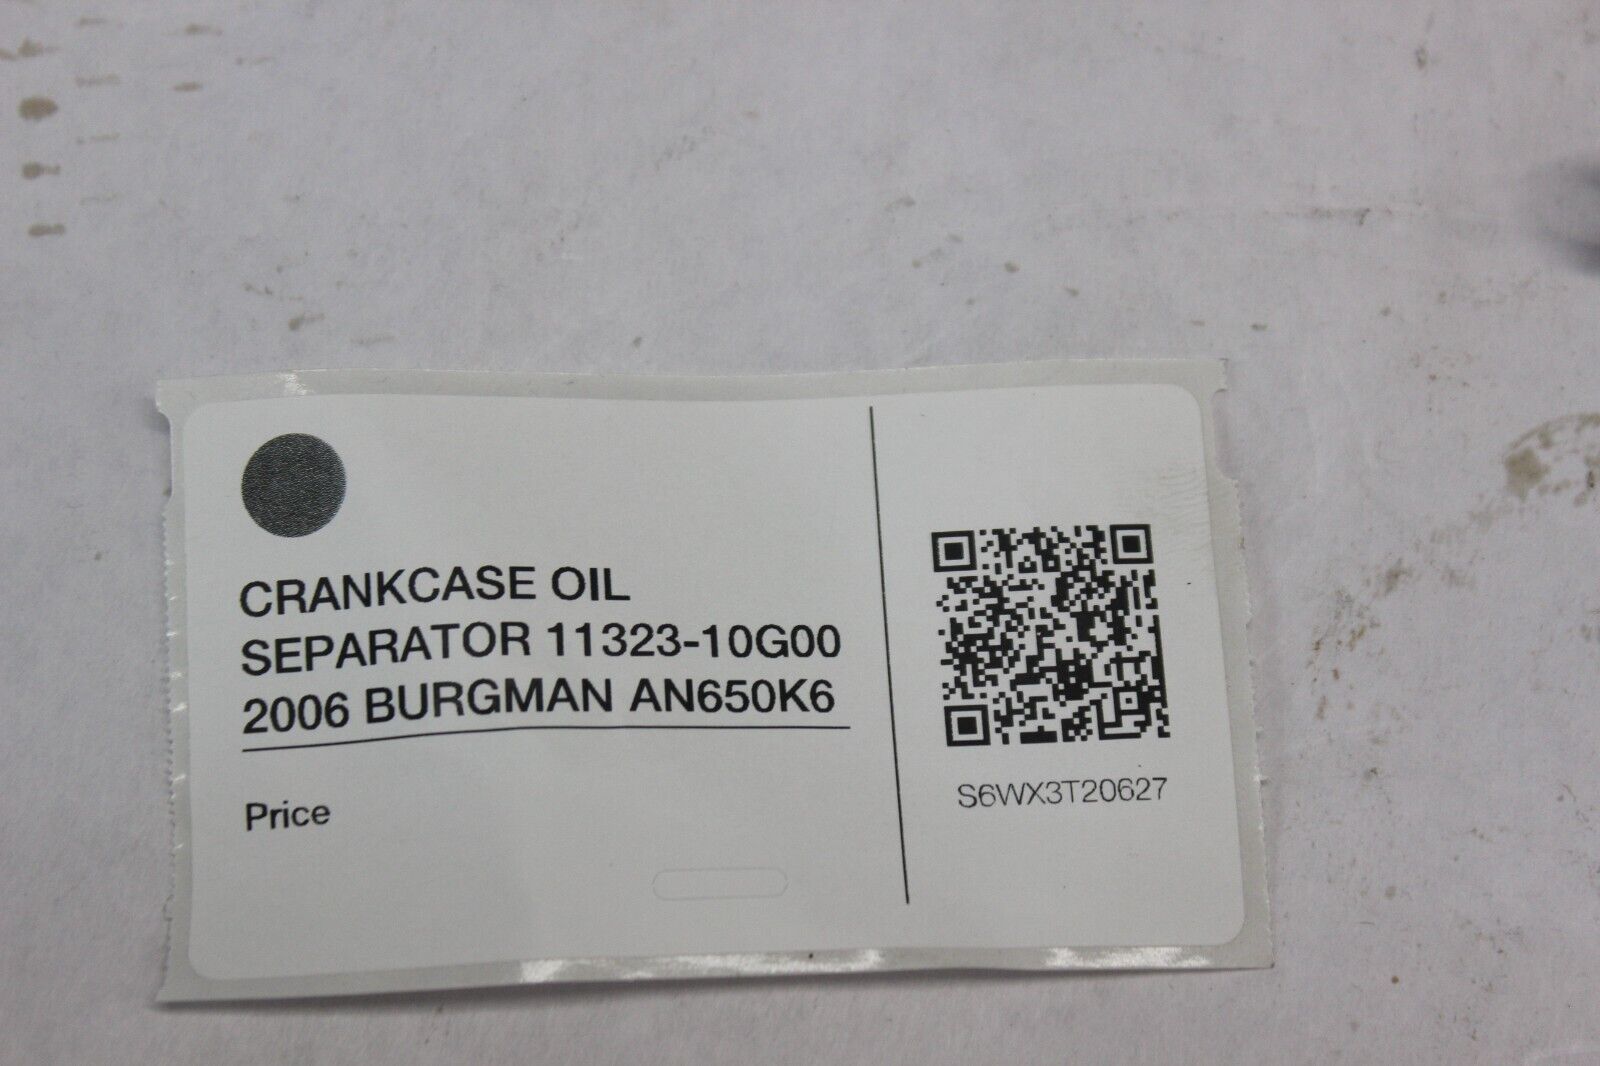 CRANKCASE OIL
SEPARATOR 11323-10G00
2006 BURGMAN AN650K6
Price
S6WX3T20627